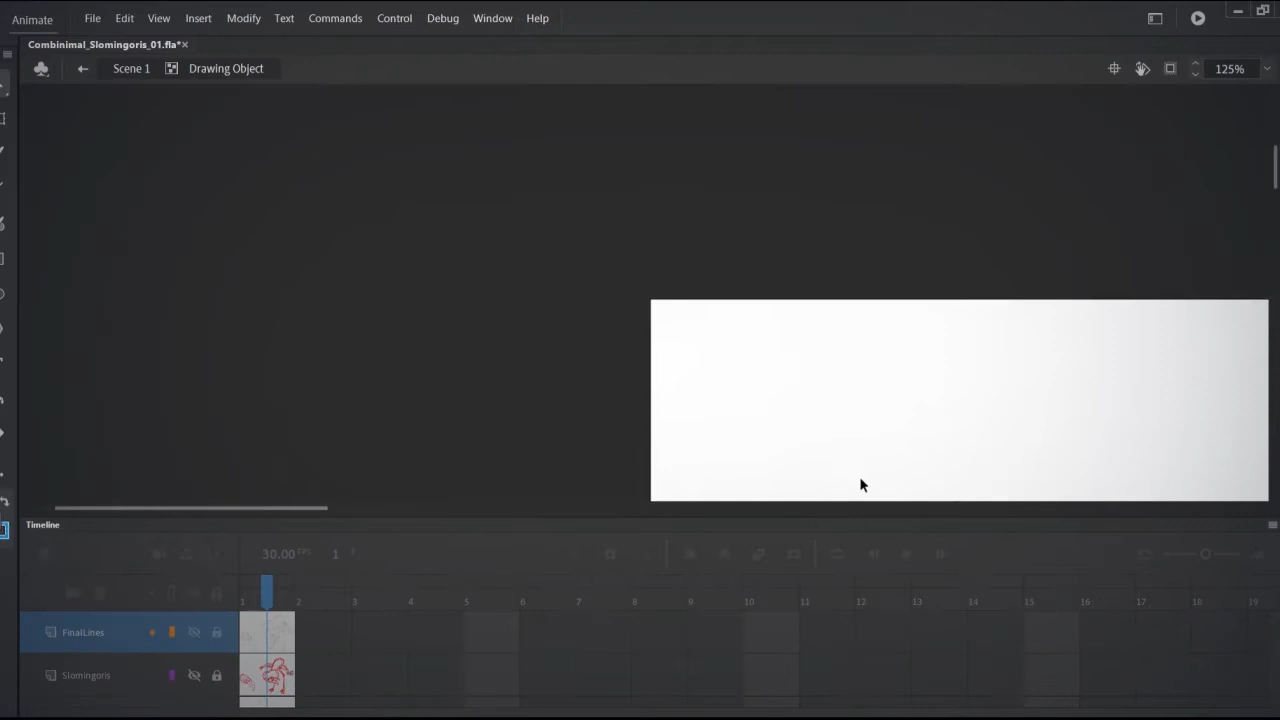 Animate File Edit View Insert Modify Text Commands Control Debug Window Help
Combinimal_Slomingoris_01.fla*
Scene 1 Drawing Object 125%
Timeline
30.00 FPS 1 F
1 2 3 4 5 6 7 8 9 10 11 12 13 14 15 16 17 18 19
FinalLines
Slomingoris